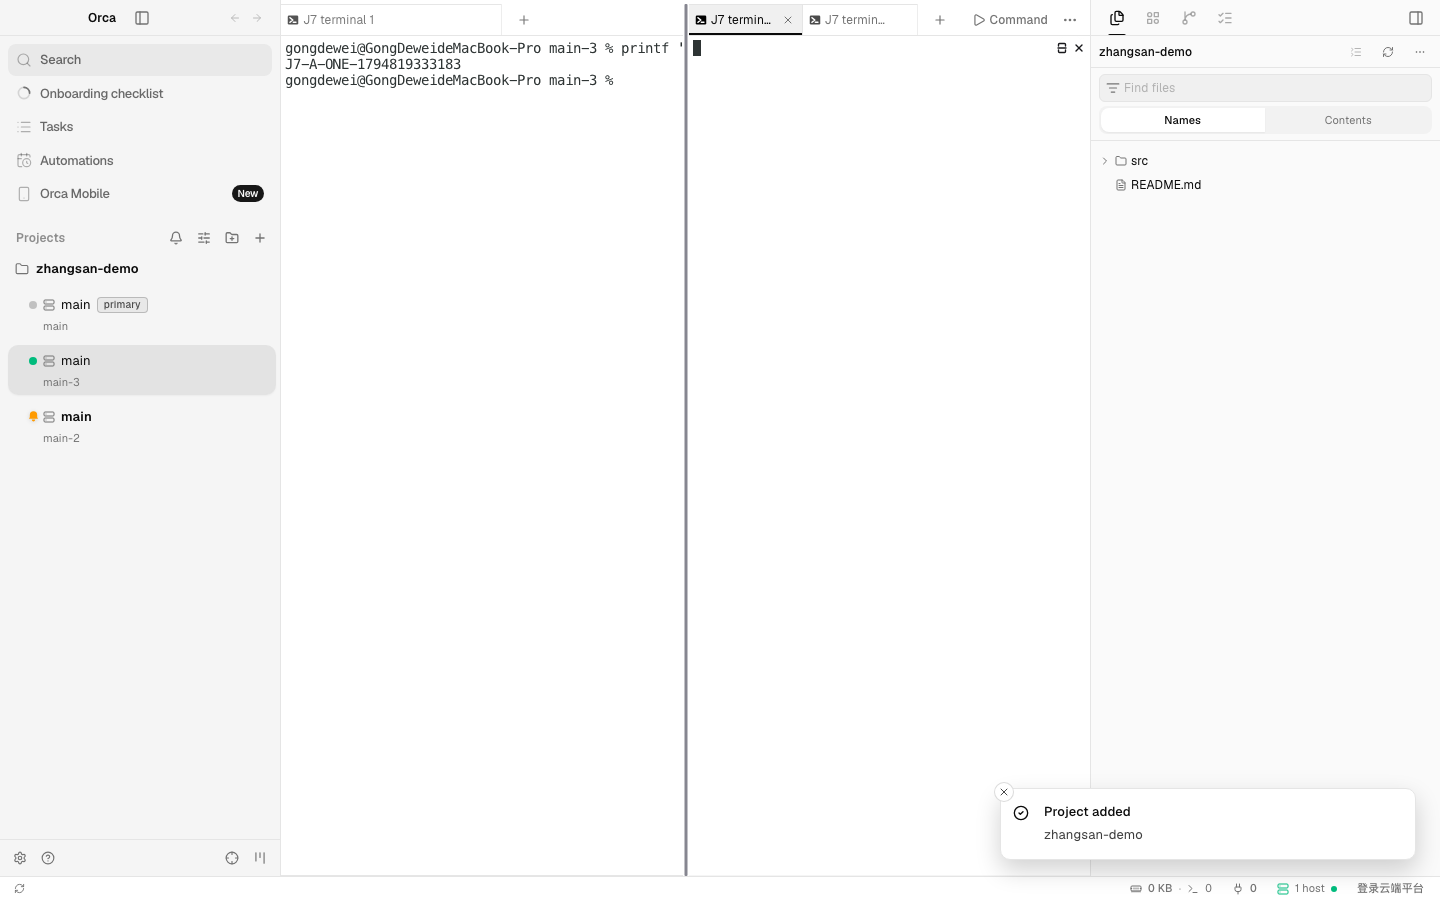 Orca
Search
Onboarding checklist
Tasks
Automations
Orca Mobile
New
Projects
zhangsan-demo
main primary
main
main
main-3
main
main-2
J7 terminal 1
gongdewei@GongDeweideMacBook-Pro main-3 % printf '
J7-A-ONE-1794819333183
gongdewei@GongDeweideMacBook-Pro main-3 %
J7 termin...
J7 termin...
Command
zhangsan-demo
Find files
Names
Contents
src
README.md
Project added
zhangsan-demo
0 KB · 0
0
1 host
登录云端平台